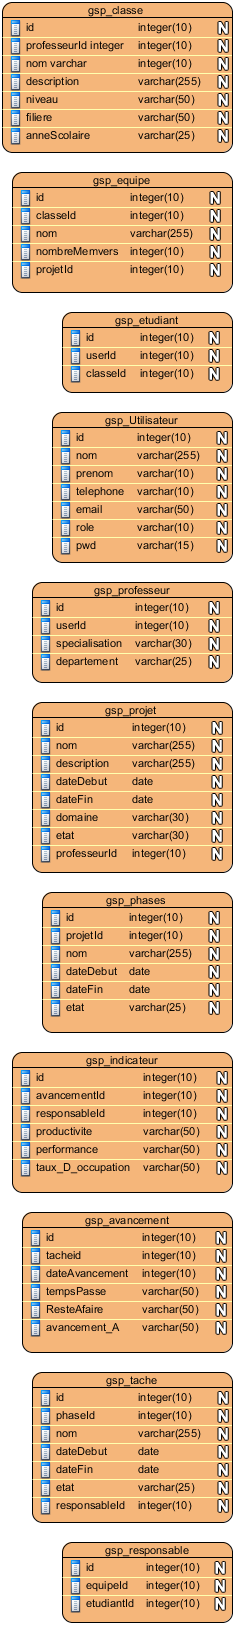 gsp_classe
id integer(10) N
professeurId integer integer(10) N
nom varchar integer(10) N
description varchar(255) N
niveau varchar(50) N
filiere varchar(50) N
anneScolaire varchar(25) N
gsp_equipe
id integer(10) N
classeId integer(10) N
nom varchar(255) N
nombreMemvers integer(10) N
projetId integer(10) N
gsp_etudiant
id integer(10) N
userId integer(10) N
classeId integer(10) N
gsp_Utilisateur
id integer(10) N
nom varchar(255) N
prenom varchar(10) N
telephone varchar(10) N
email varchar(50) N
role varchar(10) N
pwd varchar(15) N
gsp_professeur
id integer(10) N
userId integer(10) N
specialisation varchar(30) N
departement varchar(25) N
gsp_projet
id integer(10) N
nom varchar(255) N
description varchar(255) N
dateDebut date N
dateFin date N
domaine varchar(30) N
etat varchar(30) N
professeurId integer(10) N
gsp_phases
id integer(10) N
projetId integer(10) N
nom varchar(255) N
dateDebut date N
dateFin date N
etat varchar(25) N
gsp_indicateur
id integer(10) N
avancementId integer(10) N
responsableId integer(10) N
productivite varchar(50) N
performance varchar(50) N
taux_D_occupation varchar(50) N
gsp_avancement
id integer(10) N
tacheid integer(10) N
dateAvancement integer(10) N
tempsPasse varchar(50) N
ResteAfaire varchar(50) N
avancement_A varchar(50) N
gsp_tache
id integer(10) N
phaseId integer(10) N
nom varchar(255) N
dateDebut date N
dateFin date N
etat varchar(25) N
responsableId integer(10) N
gsp_responsable
id integer(10) N
equipeId integer(10) N
etudiantId integer(10) N